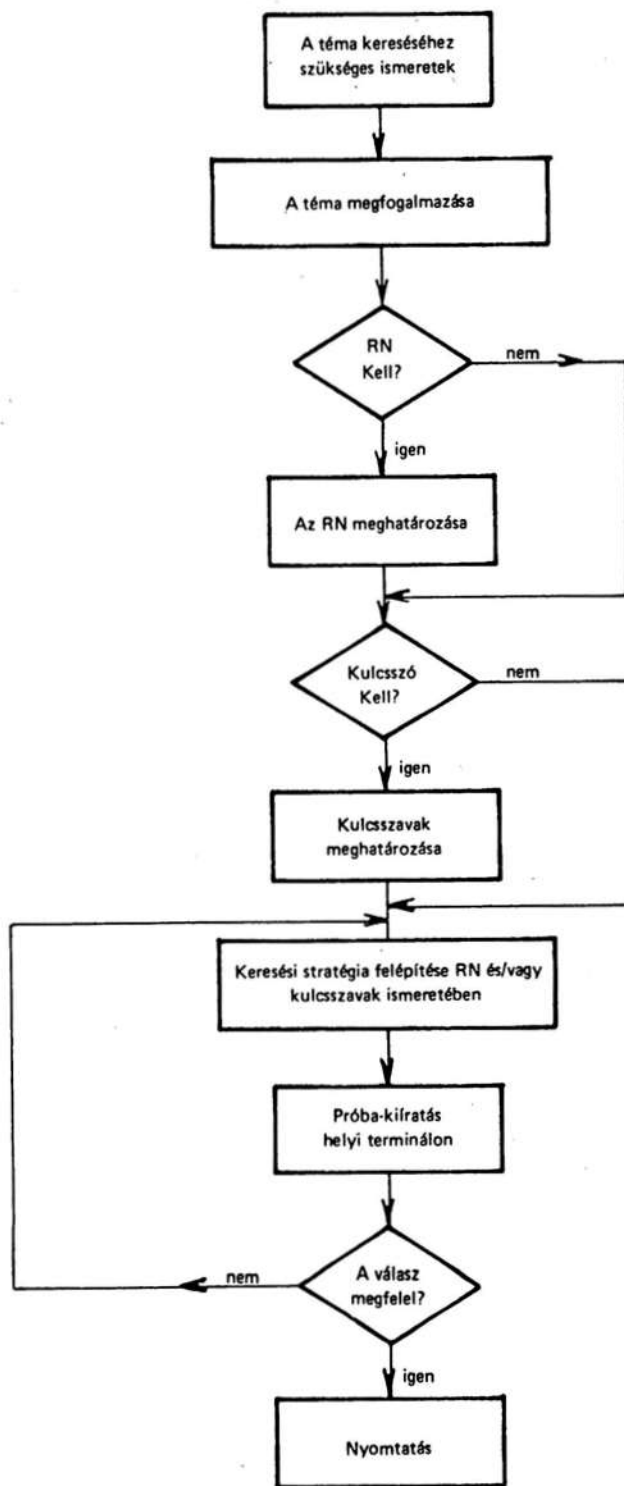 A téma kereséséhez
szükséges ismeretek
A téma megfogalmazása
RN
Kell?
nem
igen
Az RN meghatározása
Kulcsszó
Kell?
nem
igen
Kulcsszavak
meghatározása
Keresési stratégia felépítése RN és/vagy
kulcsszavak ismeretében
Próba-kiíratás
helyi terminálon
A válasz
megfelel?
nem
igen
Nyomtatás